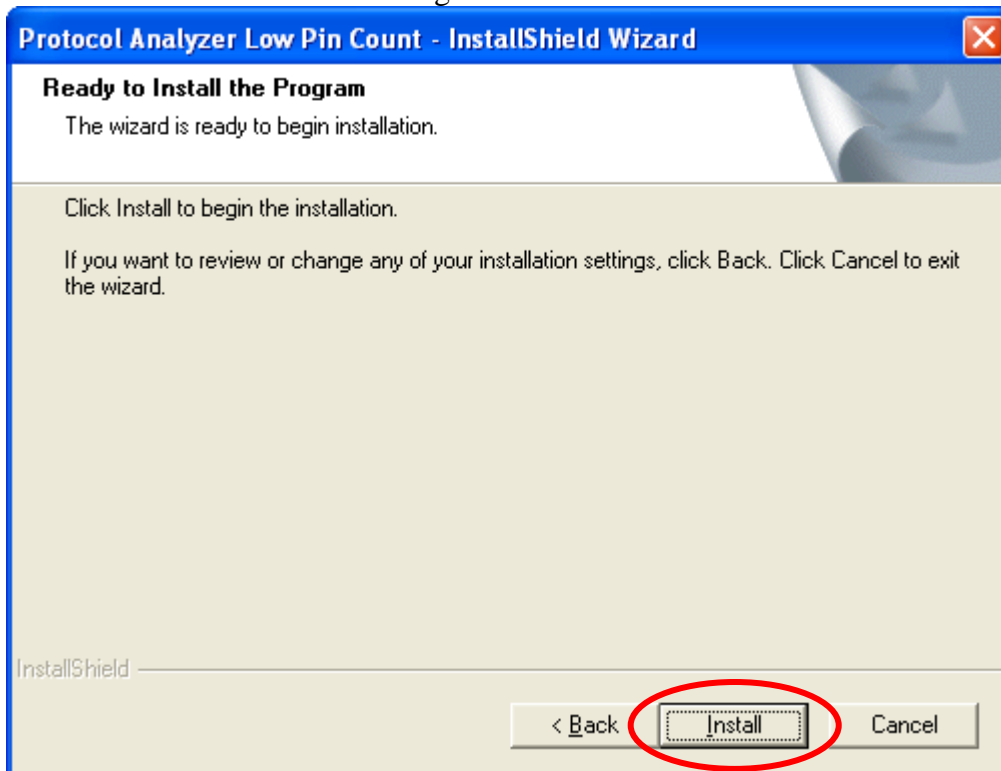 Protocol Analyzer Low Pin Count - InstallShield Wizard
Ready to Install the Program
The wizard is ready to begin installation.
Click Install to begin the installation.
If you want to review or change any of your installation settings, click Back. Click Cancel to exit
the wizard.
InstallShield
< Back Install Cancel